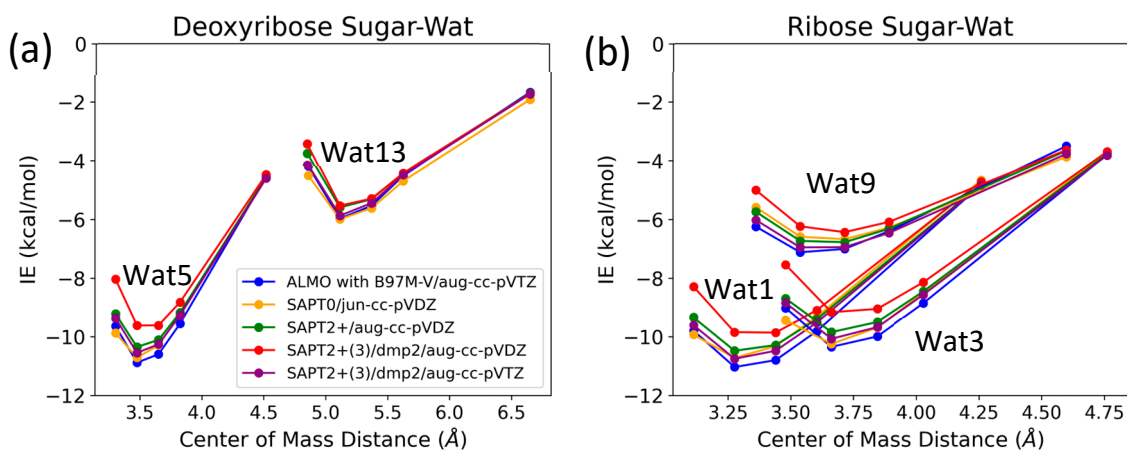 (a)
Deoxyribose Sugar-Wat
IE (kcal/mol)
0
−2
−4
−6
−8
−10
−12
Wat5
Wat13
ALMO with B97M-V/aug-cc-pVTZ
SAPT0/jun-cc-pVDZ
SAPT2+/aug-cc-pVDZ
SAPT2+(3)/dmp2/aug-cc-pVDZ
SAPT2+(3)/dmp2/aug-cc-pVTZ
3.5 4.0 4.5 5.0 5.5 6.0 6.5
Center of Mass Distance (Å)
(b)
Ribose Sugar-Wat
IE (kcal/mol)
0
−2
−4
−6
−8
−10
−12
Wat9
Wat1
Wat3
3.25 3.50 3.75 4.00 4.25 4.50 4.75
Center of Mass Distance (Å)